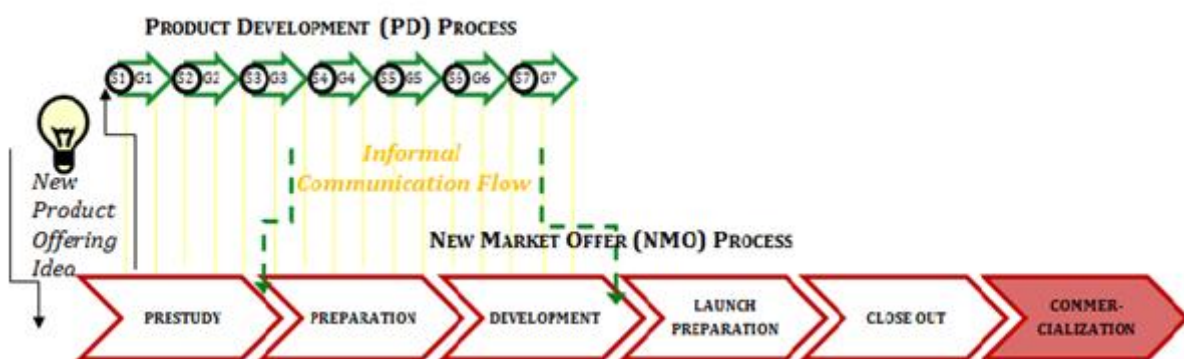 PRODUCT DEVELOPMENT (PD) PROCESS
S1 G1 S2 G2 S3 G3 S4 G4 S5 G5 S6 G6 S7 G7
Informal
Communication Flow
New
Product
Offering
Idea
NEW MARKET OFFER (NMO) PROCESS
PRESTUDY
PREPARATION
DEVELOPMENT
LAUNCH
PREPARATION
CLOSE OUT
COMMER-
CIALIZATION